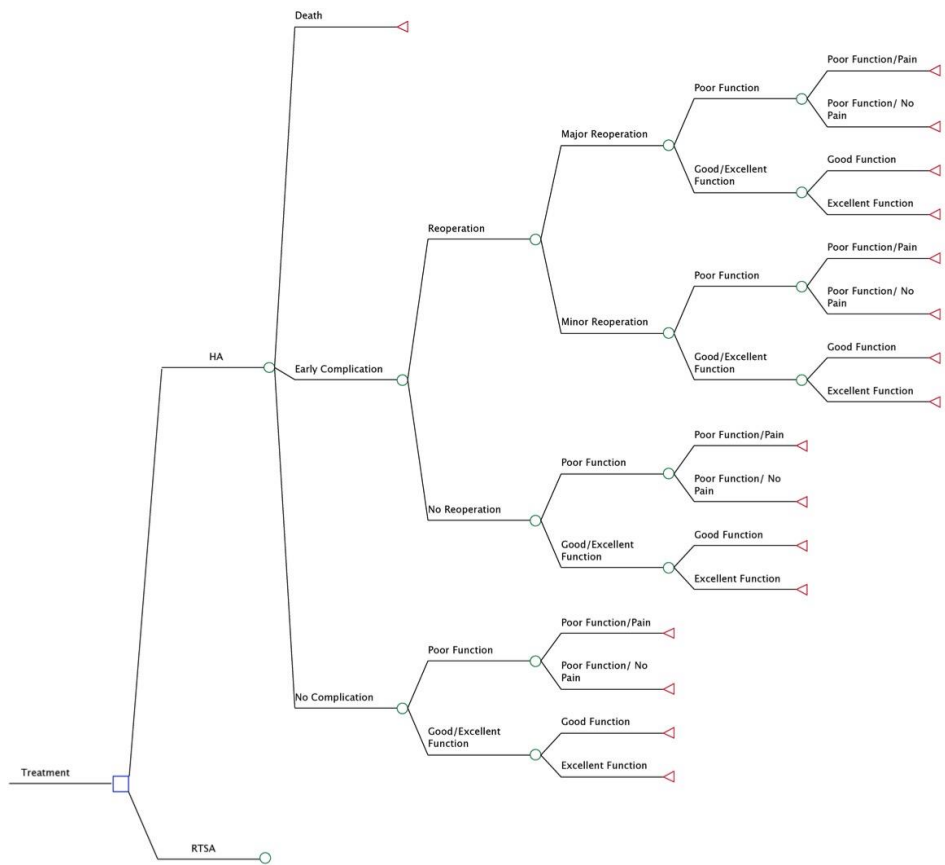 Death
Poor Function/Pain
Poor Function
Poor Function/ No
Pain
Major Reoperation
Good Function
Good/Excellent
Function
Excellent Function
Reoperation
Poor Function/Pain
Poor Function
Poor Function/ No
Pain
Minor Reoperation
Good Function
Good/Excellent
Function
Excellent Function
HA
Early Complication
Poor Function/Pain
Poor Function
Poor Function/ No
Pain
No Reoperation
Good Function
Good/Excellent
Function
Excellent Function
Poor Function/Pain
Poor Function
Poor Function/ No
Pain
No Complication
Good Function
Good/Excellent
Function
Excellent Function
Treatment
RTSA